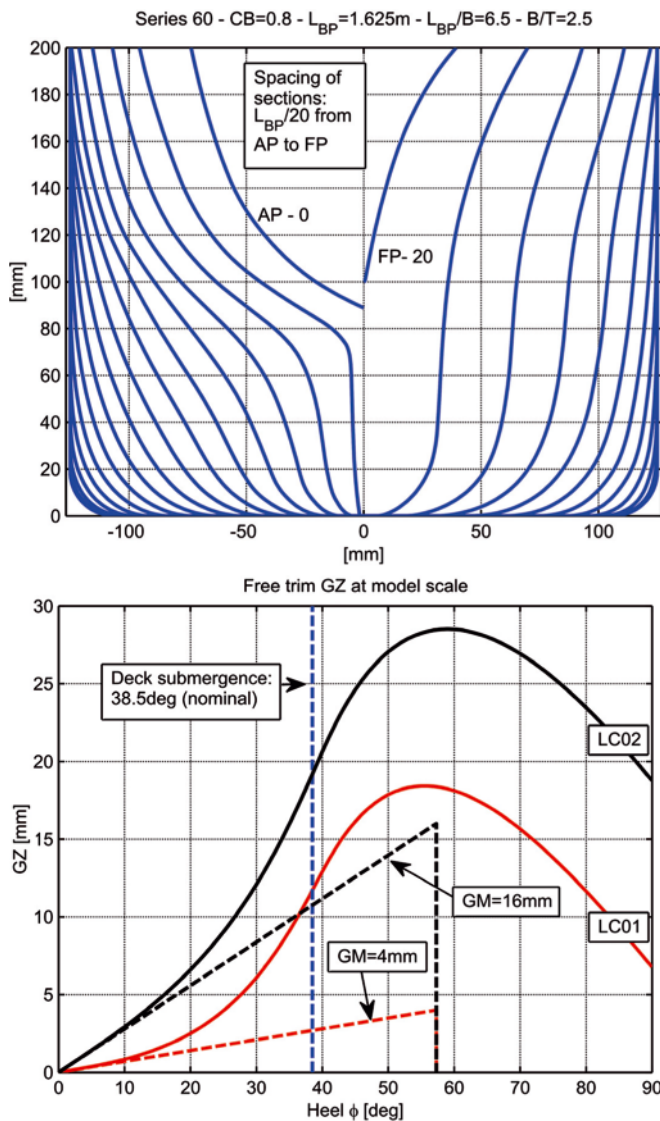 Series 60 - CB=0.8 - L_BP=1.625m - L_BP/B=6.5 - B/T=2.5
200
180
160
140
120
100
80
60
40
20
0
[mm]
Spacing of
sections:
L_BP/20 from
AP to FP
AP - 0
FP- 20
-100
-50
0
50
100
[mm]
Free trim GZ at model scale
30
25
20
15
10
5
0
GZ [mm]
Deck submergence:
38.5deg (nominal)
LC02
GM=16mm
LC01
GM=4mm
0
10
20
30
40
50
60
70
80
90
Heel ϕ [deg]